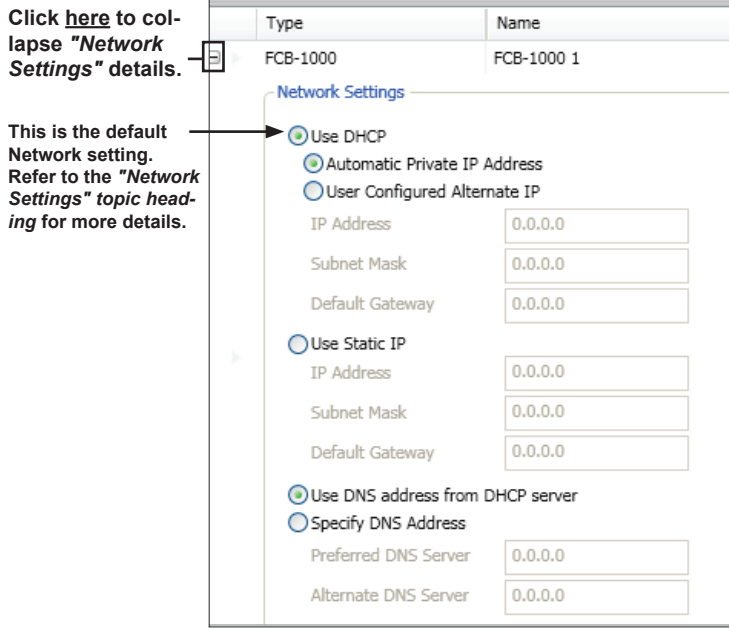 Click here to col-
lapse "Network
Settings" details.
This is the default
Network setting.
Refer to the "Network
Settings" topic head-
ing for more details.
Type Name
FCB-1000 FCB-1000 1
Network Settings
Use DHCP
Automatic Private IP Address
User Configured Alternate IP
IP Address 0.0.0.0
Subnet Mask 0.0.0.0
Default Gateway 0.0.0.0
Use Static IP
IP Address 0.0.0.0
Subnet Mask 0.0.0.0
Default Gateway 0.0.0.0
Use DNS address from DHCP server
Specify DNS Address
Preferred DNS Server 0.0.0.0
Alternate DNS Server 0.0.0.0